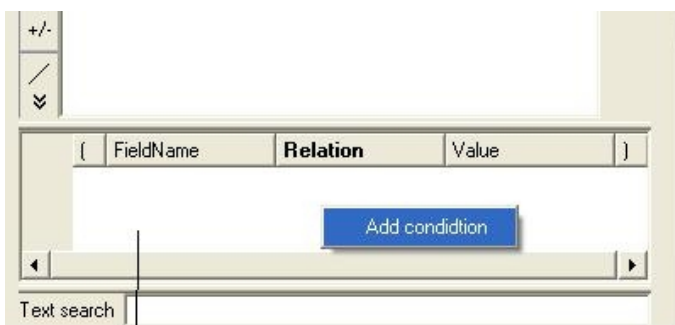 +/-
( FieldName Relation Value )
Add condidtion
Text search